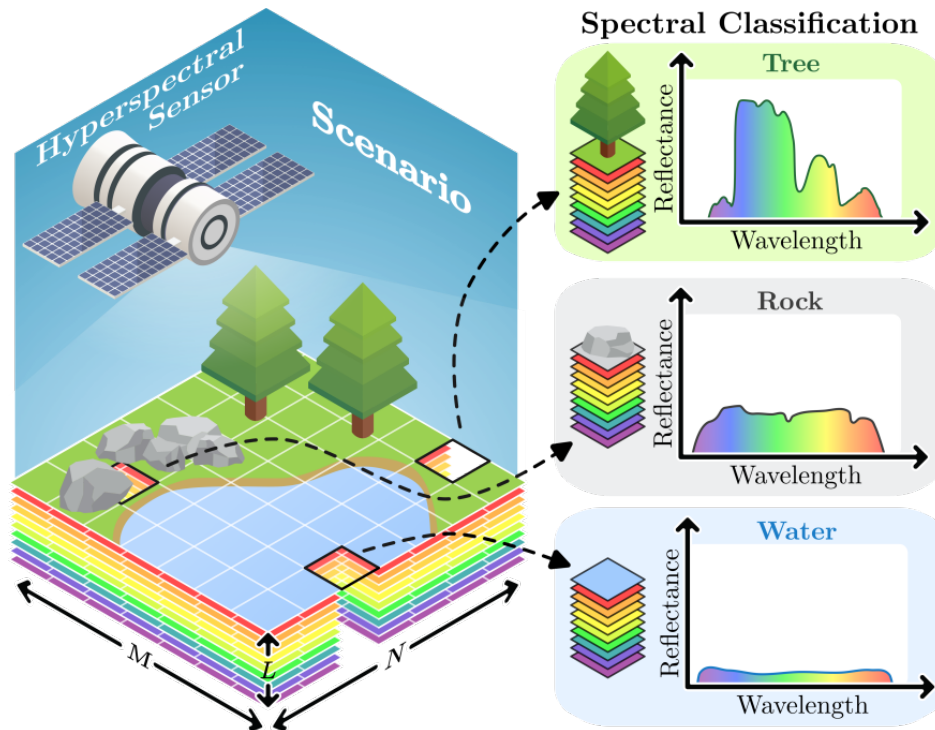 Hyperspectral
Sensor
Scenario
M
L
N
Spectral Classification
Tree
Reflectance
Wavelength
Rock
Reflectance
Wavelength
Water
Reflectance
Wavelength